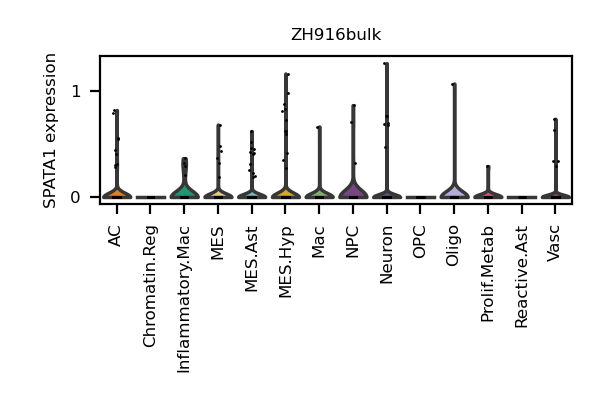 ZH916bulk
SPATA1 expression
1
0
AC
Chromatin.Reg
Inflammatory.Mac
MES
MES.Ast
MES.Hyp
Mac
NPC
Neuron
OPC
Oligo
Prolif.Metab
Reactive.Ast
Vasc